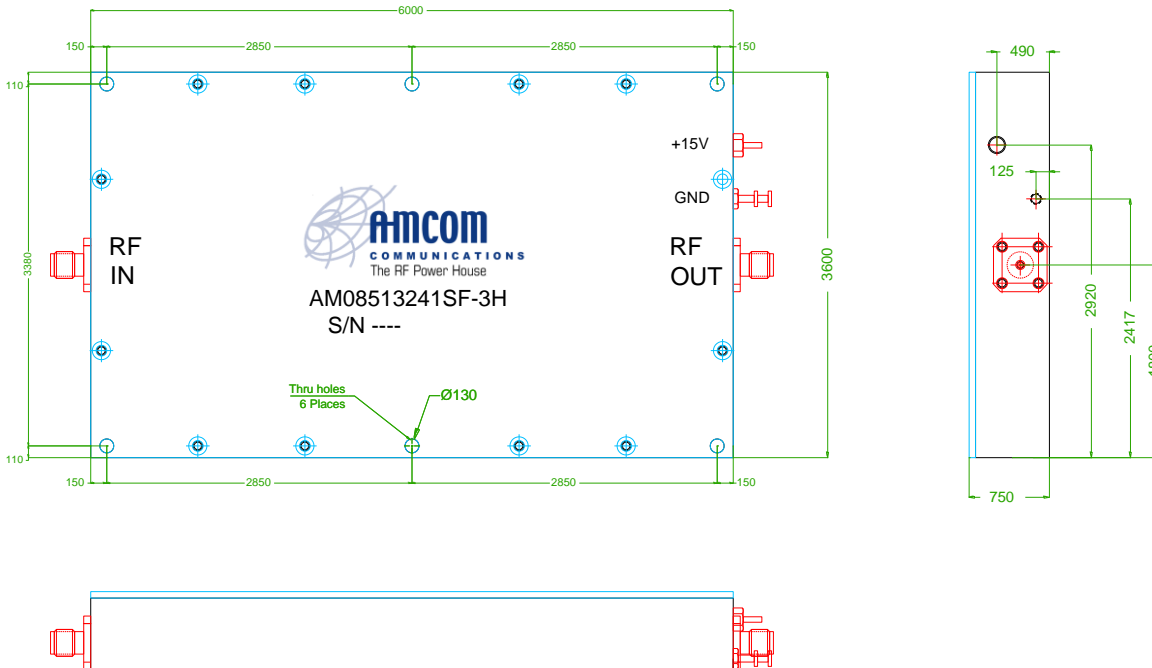 6000
150
2850
2850
150
490
110
+15V
125
GND
AMCOM
COMMUNICATIONS
The RF Power House
RF
IN
RF
OUT
3380
3600
AM08513241SF-3H
S/N ----
2920
2417
Thru holes
6 Places
Ø130
110
150
2850
2850
150
750